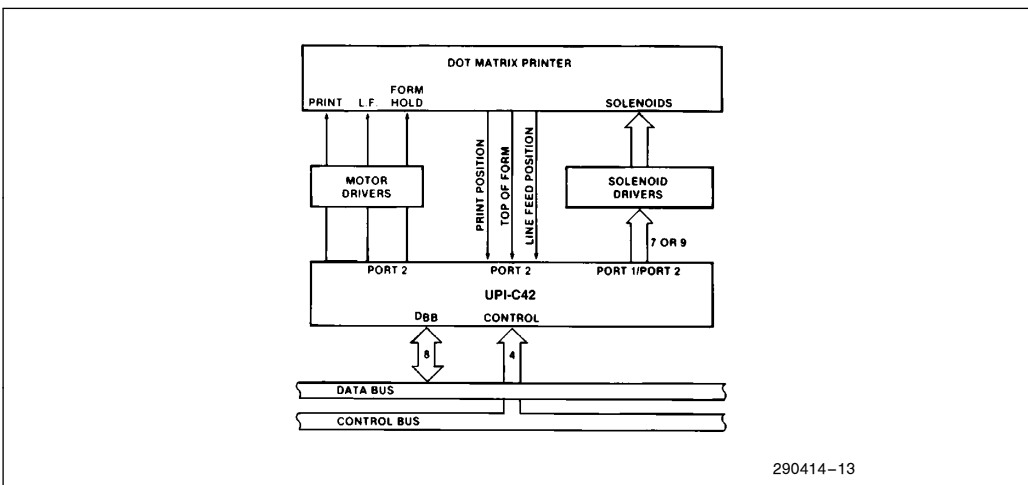 DOT MATRIX PRINTER
PRINT
L.F.
FORM
HOLD
SOLENOIDS
MOTOR
DRIVERS
PRINT POSITION
TOP OF FORM
LINE FEED POSITION
SOLENOID
DRIVERS
7 OR 9
PORT 2
PORT 2
PORT 1/PORT 2
UPI-C42
DBB
CONTROL
8
4
DATA BUS
CONTROL BUS
290414–13